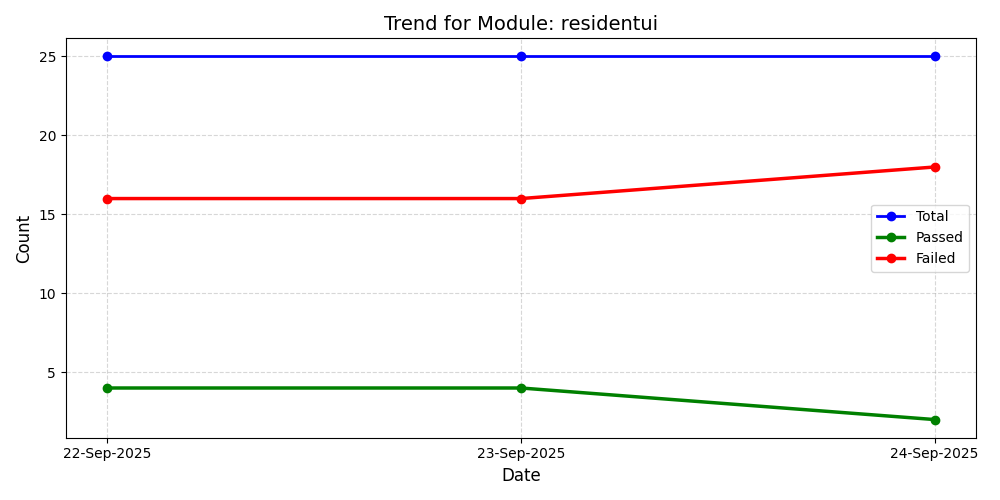 Trend for Module: residentui
Count
25
20
15
10
5
Total
Passed
Failed
22-Sep-2025
23-Sep-2025
24-Sep-2025
Date